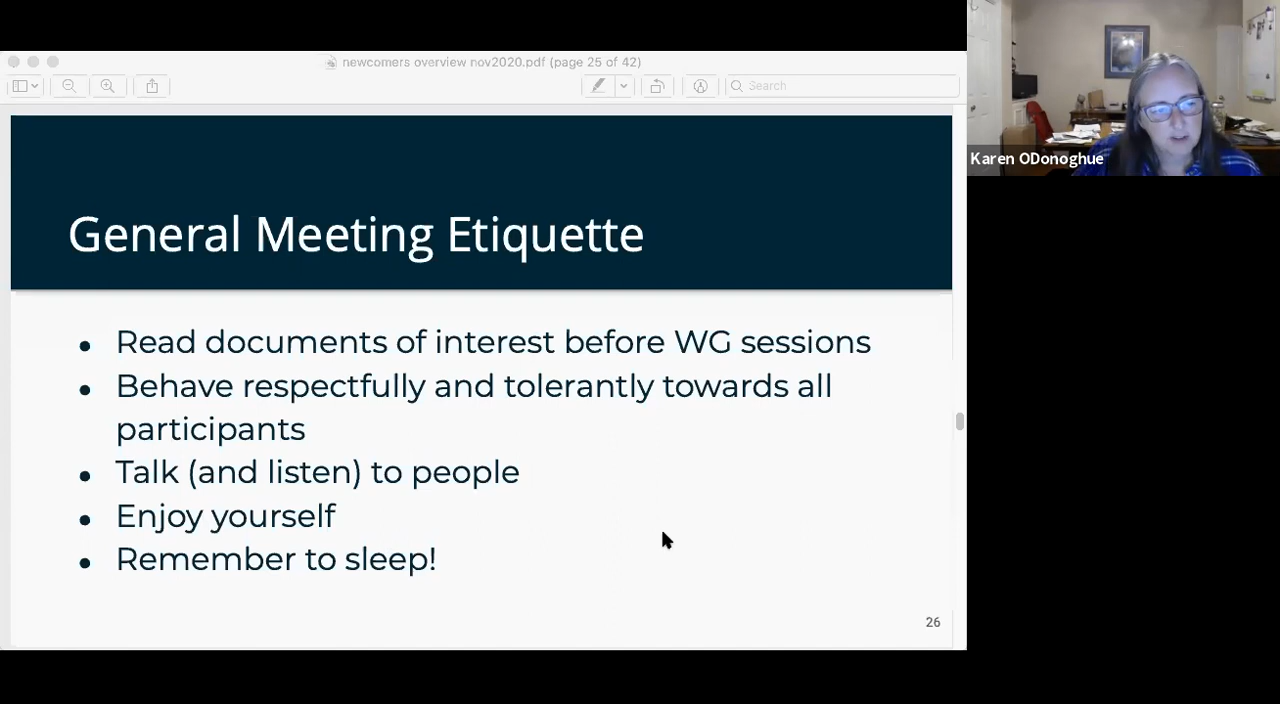 newcomers overview nov2020.pdf (page 25 of 42)
Search
Karen ODonoghue
General Meeting Etiquette
• Read documents of interest before WG sessions
• Behave respectfully and tolerantly towards all
participants
• Talk (and listen) to people
• Enjoy yourself
• Remember to sleep!
26